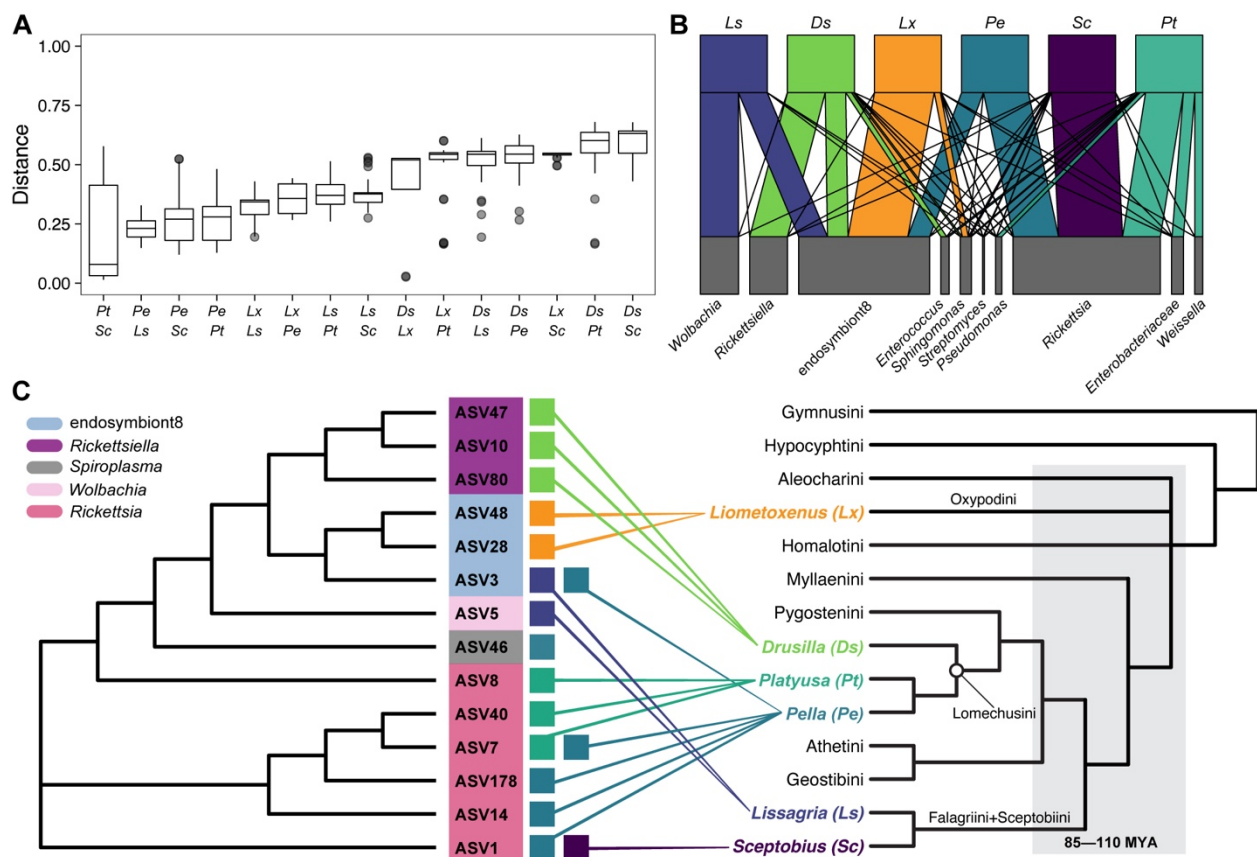 A
1.00
0.75
0.50
0.25
0.00
Distance
Pt Pe Pe Pe Lx Lx Ls Ls Ds Lx Ds Ds Lx Ds Ds
Sc Ls Sc Pt Ls Pe Pt Sc Lx Pt Ls Pe Sc Pt Sc
B
Ls Ds Lx Pe Sc Pt
Wolbachia
Rickettsiella
endosymbiont8
Enterococcus
Sphingomonas
Streptomyces
Pseudomonas
Rickettsia
Enterobacteriaceae
Weissella
C
endosymbiont8
Rickettsiella
Spiroplasma
Wolbachia
Rickettsia
ASV47
ASV10
ASV80
ASV48
ASV28
ASV3
ASV5
ASV46
ASV8
ASV40
ASV7
ASV178
ASV14
ASV1
Gymnusini
Hypocyphtini
Aleocharini
Oxypodini
Liometoxenus (Lx)
Homalotini
Myllaenini
Pygostenini
Drusilla (Ds)
Platyusa (Pt)
Lomechusini
Pella (Pe)
Athetini
Geostibini
Lissagria (Ls)
Falagriini+Sceptobiini
Sceptobius (Sc)
85—110 MYA